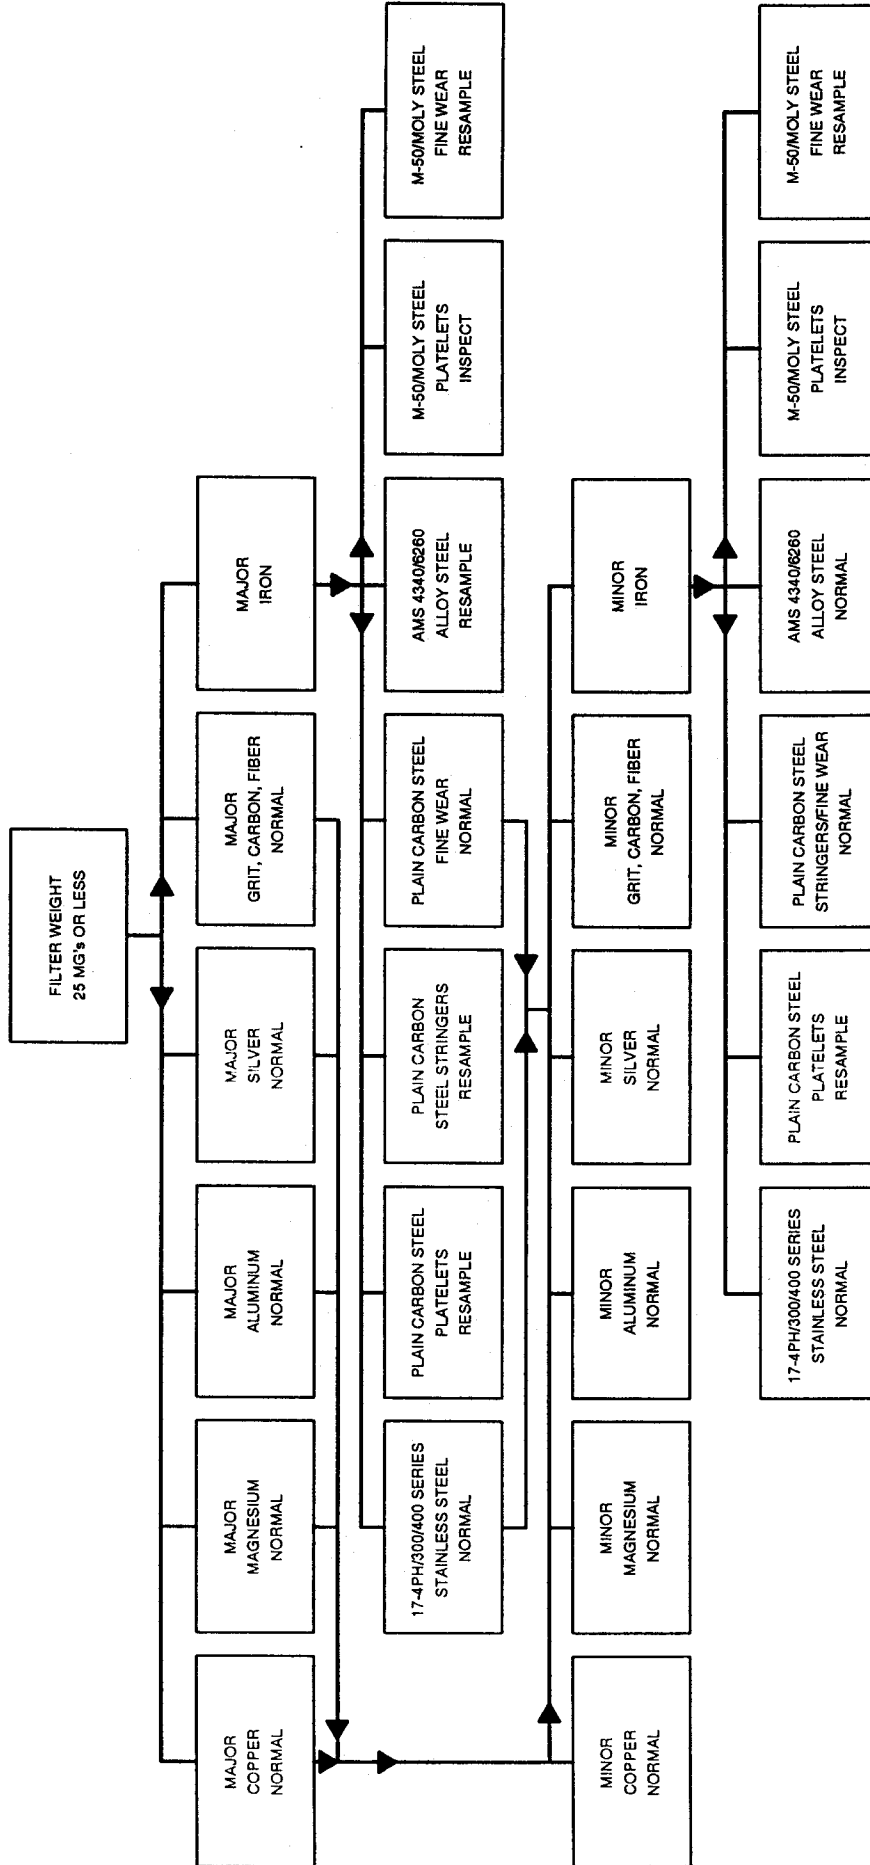 FILTER WEIGHT
25 MG's OR LESS
MAJOR
COPPER
NORMAL
MAJOR
MAGNESIUM
NORMAL
MAJOR
ALUMINUM
NORMAL
MAJOR
SILVER
NORMAL
MAJOR
GRIT, CARBON, FIBER
NORMAL
MAJOR
IRON
17-4PH/300/400 SERIES
STAINLESS STEEL
NORMAL
PLAIN CARBON STEEL
PLATELETS
RESAMPLE
PLAIN CARBON
STEEL STRINGERS
RESAMPLE
PLAIN CARBON STEEL
FINE WEAR
NORMAL
AMS 4340/6260
ALLOY STEEL
RESAMPLE
M-50/MOLY STEEL
PLATELETS
INSPECT
M-50/MOLY STEEL
FINE WEAR
RESAMPLE
MINOR
COPPER
NORMAL
MINOR
MAGNESIUM
NORMAL
MINOR
ALUMINUM
NORMAL
MINOR
SILVER
NORMAL
MINOR
GRIT, CARBON, FIBER
NORMAL
MINOR
IRON
17-4PH/300/400 SERIES
STAINLESS STEEL
NORMAL
PLAIN CARBON STEEL
PLATELETS
RESAMPLE
PLAIN CARBON STEEL
STRINGERS/FINE WEAR
NORMAL
AMS 4340/6260
ALLOY STEEL
NORMAL
M-50/MOLY STEEL
PLATELETS
INSPECT
M-50/MOLY STEEL
FINE WEAR
RESAMPLE